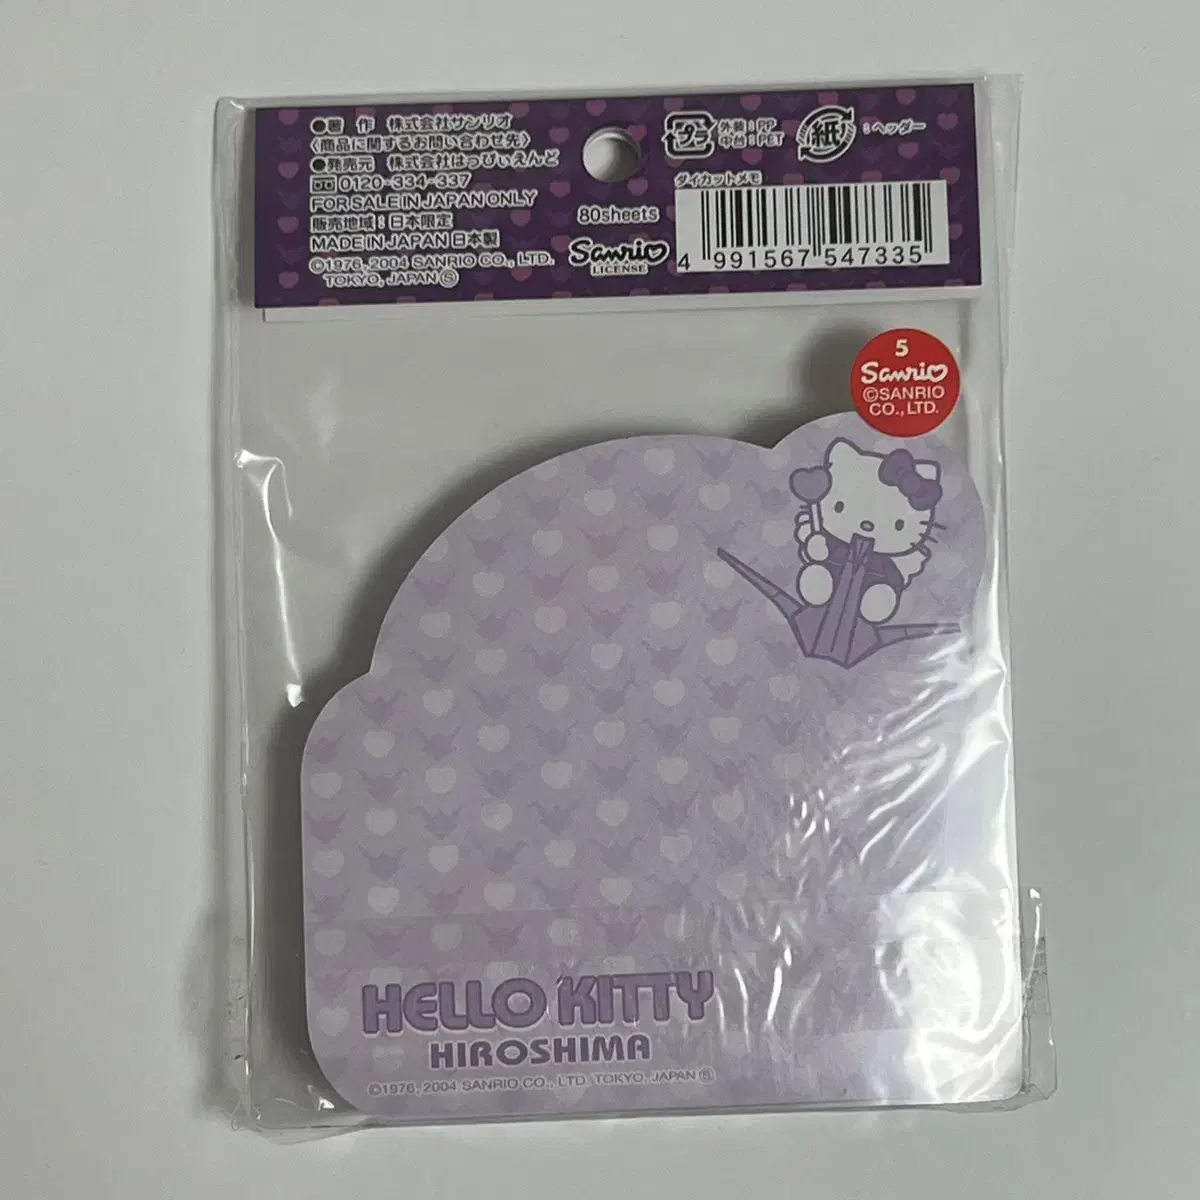 ●著 作 株式会社サンリオ
〈商品に関するお問い合わせ先〉
●発売元 株式会社はっぴぃえんど
0120-334-337
FOR SALE IN JAPAN ONLY
販売地域：日本限定
MADE IN JAPAN 日本製
©1976, 2004 SANRIO CO., LTD.
TOKYO, JAPAN Ⓢ
80sheets
Sanrio
LICENSE
プラ
外装：PP
中台：PET
紙
：ヘッダー
ダイカットメモ
4 991567 547335
5
Sanrio
©SANRIO
CO., LTD.
HELLO KITTY
HIROSHIMA
©1976, 2004 SANRIO CO., LTD. TOKYO, JAPAN Ⓢ